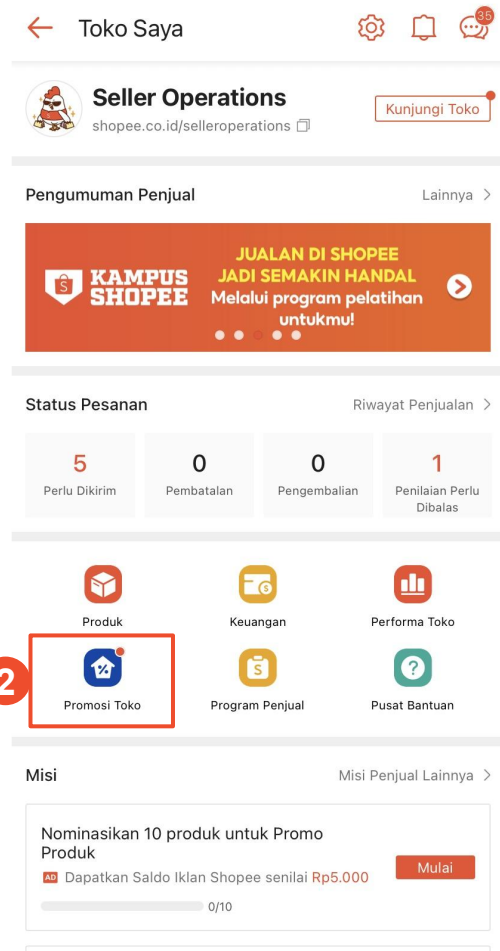 Toko Saya
35
Seller Operations
shopee.co.id/selleroperations
Kunjungi Toko
Pengumuman Penjual
Lainnya >
KAMPUS
SHOPEE
JUALAN DI SHOPEE
JADI SEMAKIN HANDAL
Melalui program pelatihan
untukmu!
Status Pesanan
Riwayat Penjualan >
5
Perlu Dikirim
0
Pembatalan
0
Pengembalian
1
Penilaian Perlu
Dibalas
Produk
Keuangan
Performa Toko
2
Promosi Toko
Program Penjual
Pusat Bantuan
Misi
Misi Penjual Lainnya >
Nominasikan 10 produk untuk Promo
Produk
AD Dapatkan Saldo Iklan Shopee senilai Rp5.000
Mulai
0/10